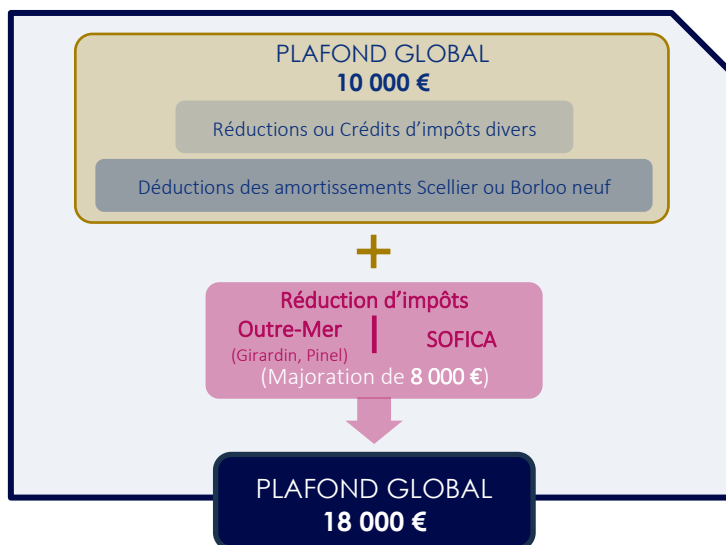 PLAFOND GLOBAL
10 000 €
Réductions ou Crédits d’impôts divers
Déductions des amortissements Scellier ou Borloo neuf
+
Réduction d’impôts
Outre-Mer
(Girardin, Pinel)
SOFICA
(Majoration de 8 000 €)
PLAFOND GLOBAL
18 000 €